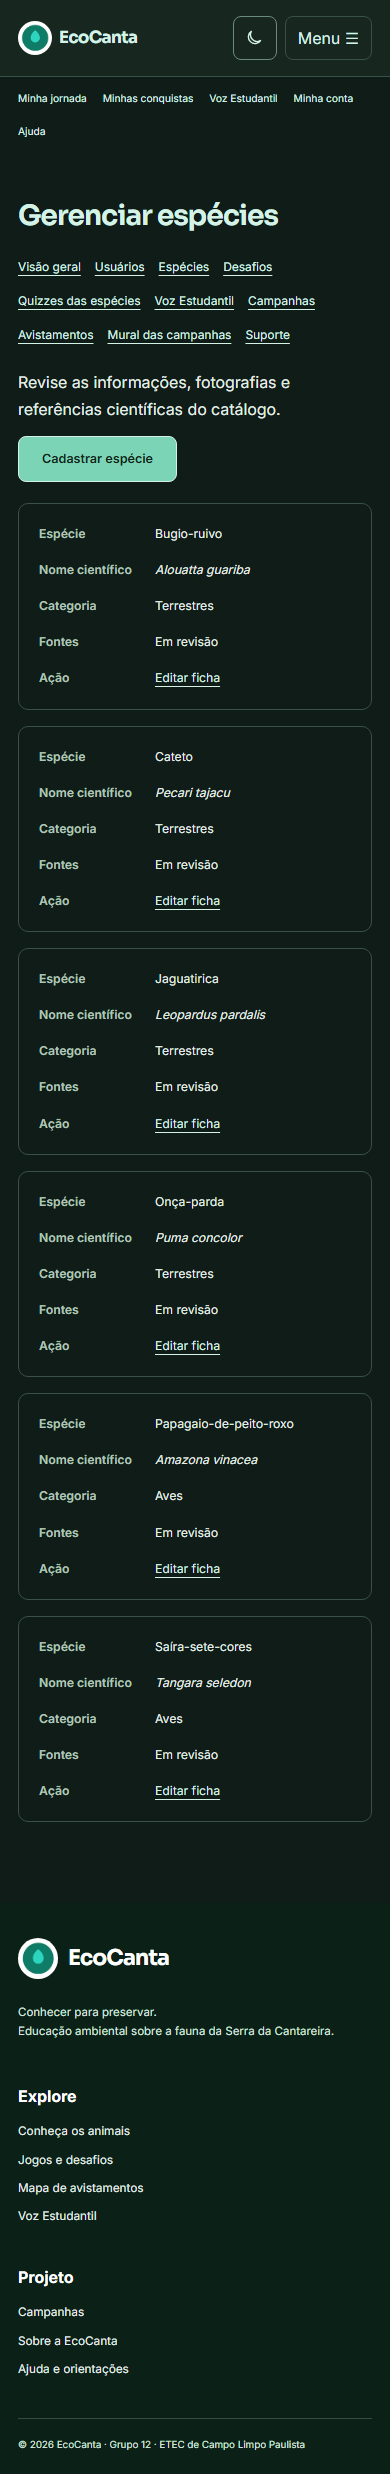 EcoCanta
Menu ☰
Minha jornada Minhas conquistas Voz Estudantil Minha conta
Ajuda
Gerenciar espécies
Visão geral Usuários Espécies Desafios
Quizzes das espécies Voz Estudantil Campanhas
Avistamentos Mural das campanhas Suporte
Revise as informações, fotografias e
referências científicas do catálogo.
Cadastrar espécie
Espécie Bugio-ruivo
Nome científico Alouatta guariba
Categoria Terrestres
Fontes Em revisão
Ação Editar ficha
Espécie Cateto
Nome científico Pecari tajacu
Categoria Terrestres
Fontes Em revisão
Ação Editar ficha
Espécie Jaguatirica
Nome científico Leopardus pardalis
Categoria Terrestres
Fontes Em revisão
Ação Editar ficha
Espécie Onça-parda
Nome científico Puma concolor
Categoria Terrestres
Fontes Em revisão
Ação Editar ficha
Espécie Papagaio-de-peito-roxo
Nome científico Amazona vinacea
Categoria Aves
Fontes Em revisão
Ação Editar ficha
Espécie Saíra-sete-cores
Nome científico Tangara seledon
Categoria Aves
Fontes Em revisão
Ação Editar ficha
EcoCanta
Conhecer para preservar.
Educação ambiental sobre a fauna da Serra da Cantareira.
Explore
Conheça os animais
Jogos e desafios
Mapa de avistamentos
Voz Estudantil
Projeto
Campanhas
Sobre a EcoCanta
Ajuda e orientações
© 2026 EcoCanta · Grupo 12 · ETEC de Campo Limpo Paulista